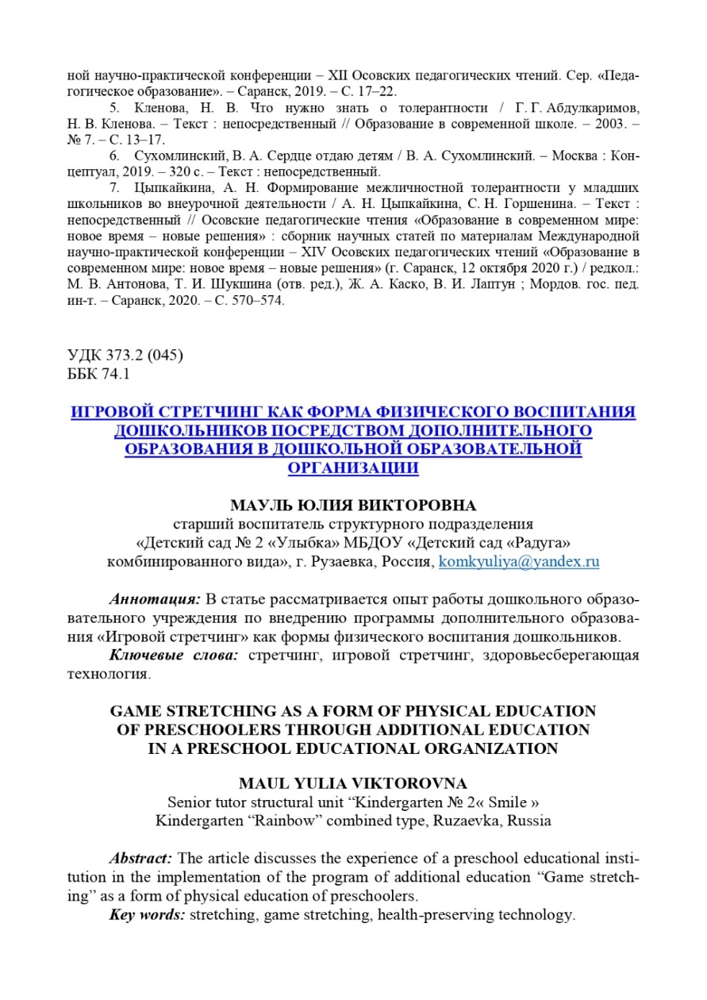 ной научно-практической конференции – XII Осовских педагогических чтений. Сер. «Педа-
гогическое образование». – Саранск, 2019. – С. 17–22.
5. Кленова, Н. В. Что нужно знать о толерантности / Г. Г. Абдулкаримов,
Н. В. Кленова. – Текст : непосредственный // Образование в современной школе. – 2003. –
№ 7. – С. 13–17.
6. Сухомлинский, В. А. Сердце отдаю детям / В. А. Сухомлинский. – Москва : Кон-
цептуал, 2019. – 320 с. – Текст : непосредственный.
7. Цыпкайкина, А. Н. Формирование межличностной толерантности у младших
школьников во внеурочной деятельности / А. Н. Цыпкайкина, С. Н. Горшенина. – Текст :
непосредственный // Осовские педагогические чтения «Образование в современном мире:
новое время – новые решения» : сборник научных статей по материалам Международной
научно-практической конференции – XIV Осовских педагогических чтений «Образование в
современном мире: новое время – новые решения» (г. Саранск, 12 октября 2020 г.) / редкол.:
М. В. Антонова, Т. И. Шукшина (отв. ред.), Ж. А. Каско, В. И. Лаптун ; Мордов. гос. пед.
ин-т. – Саранск, 2020. – С. 570–574.
УДК 373.2 (045)
ББК 74.1
ИГРОВОЙ СТРЕТЧИНГ КАК ФОРМА ФИЗИЧЕСКОГО ВОСПИТАНИЯ
ДОШКОЛЬНИКОВ ПОСРЕДСТВОМ ДОПОЛНИТЕЛЬНОГО
ОБРАЗОВАНИЯ В ДОШКОЛЬНОЙ ОБРАЗОВАТЕЛЬНОЙ
ОРГАНИЗАЦИИ
МАУЛЬ ЮЛИЯ ВИКТОРОВНА
старший воспитатель структурного подразделения
«Детский сад № 2 «Улыбка» МБДОУ «Детский сад «Радуга»
комбинированного вида», г. Рузаевка, Россия, komkyuliya@yandex.ru
Аннотация: В статье рассматривается опыт работы дошкольного образо-
вательного учреждения по внедрению программы дополнительного образова-
ния «Игровой стретчинг» как формы физического воспитания дошкольников.
Ключевые слова: стретчинг, игровой стретчинг, здоровьесберегающая
технология.
GAME STRETCHING AS A FORM OF PHYSICAL EDUCATION
OF PRESCHOOLERS THROUGH ADDITIONAL EDUCATION
IN A PRESCHOOL EDUCATIONAL ORGANIZATION
MAUL YULIA VIKTOROVNA
Senior tutor structural unit “Kindergarten № 2« Smile »
Kindergarten “Rainbow” combined type, Ruzaevka, Russia
Abstract: The article discusses the experience of a preschool educational insti-
tution in the implementation of the program of additional education “Game stretch-
ing” as a form of physical education of preschoolers.
Key words: stretching, game stretching, health-preserving technology.